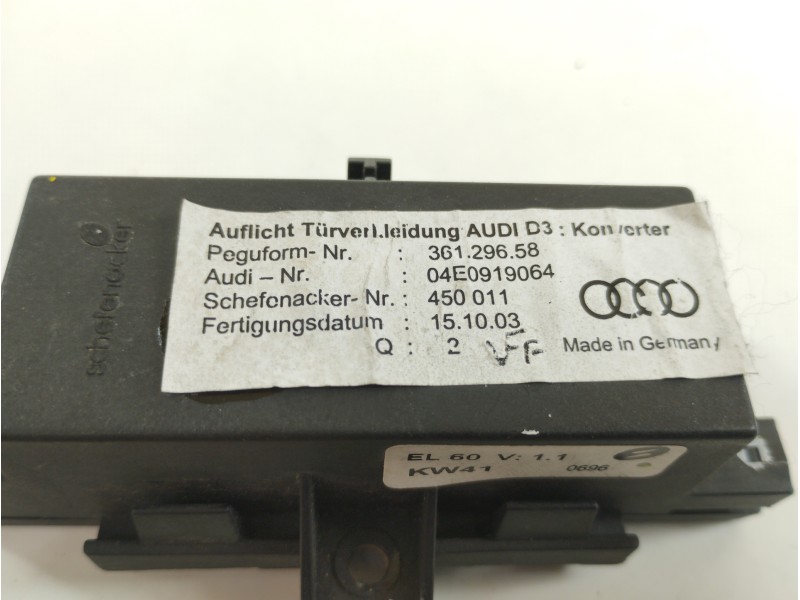 schefenacker
Auflicht Türverkleidung AUDI D3 : Konverter
Peguform- Nr. : 361.296.58
Audi – Nr. : 04E0919064
Schefenacker- Nr. : 450 011
Fertigungsdatum : 15.10.03
Q : 2 VFF
Made in Germany
EL 60 V: 1.1
KW41 0696